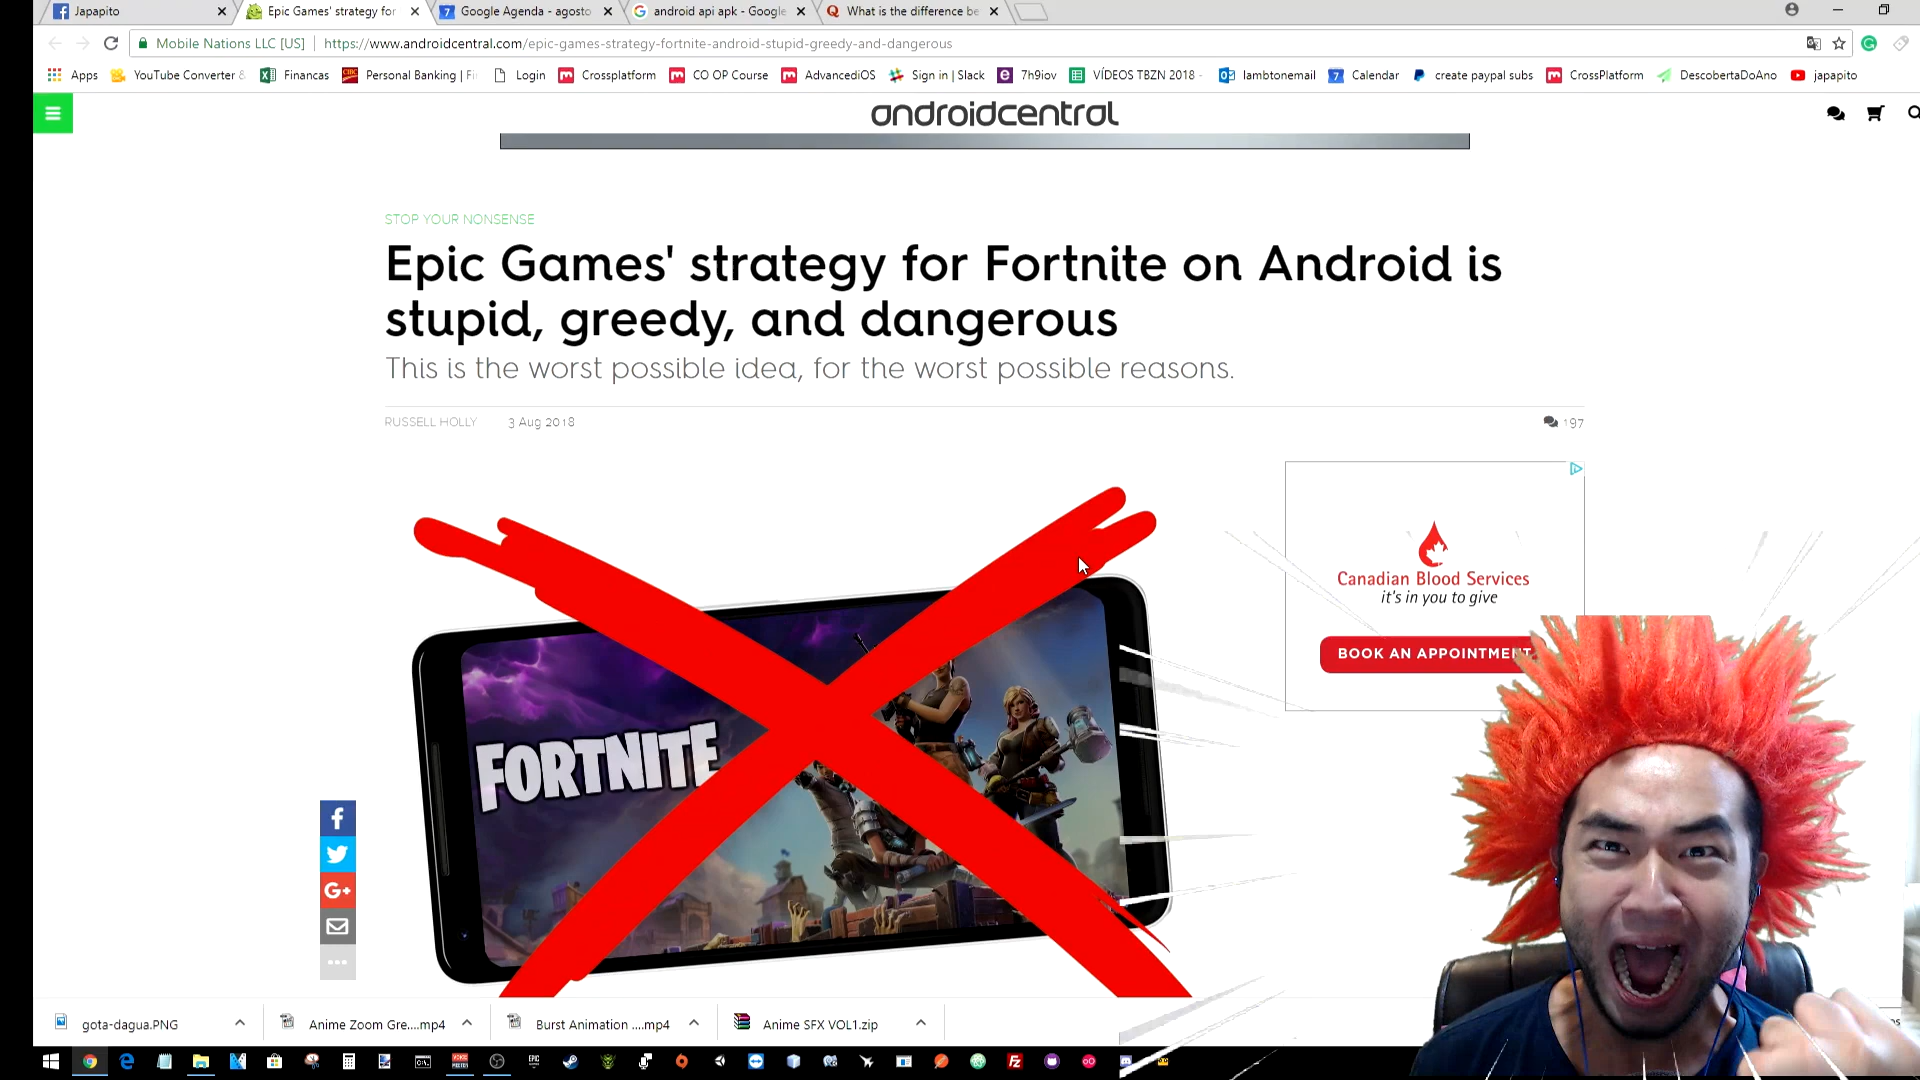 Japapito
Epic Games' strategy for
Google Agenda - agosto
android api apk - Google
What is the difference be
Mobile Nations LLC [US]
https://www.androidcentral.com/epic-games-strategy-fortnite-android-stupid-greedy-and-dangerous
Apps
YouTube Converter &
Financas
Personal Banking | Fi
Login
Crossplatform
CO OP Course
AdvancediOS
Sign in | Slack
7h9iov
VÍDEOS TBZN 2018 -
lambtonemail
Calendar
create paypal subs
CrossPlatform
DescobertaDoAno
japapito
androidcentral
STOP YOUR NONSENSE
Epic Games' strategy for Fortnite on Android is
stupid, greedy, and dangerous
This is the worst possible idea, for the worst possible reasons.
RUSSELL HOLLY
3 Aug 2018
197
Canadian Blood Services
it's in you to give
BOOK AN APPOINTMENT
FORTNITE
G+
gota-dagua.PNG
Anime Zoom Gre....mp4
Burst Animation ....mp4
Anime SFX VOL1.zip